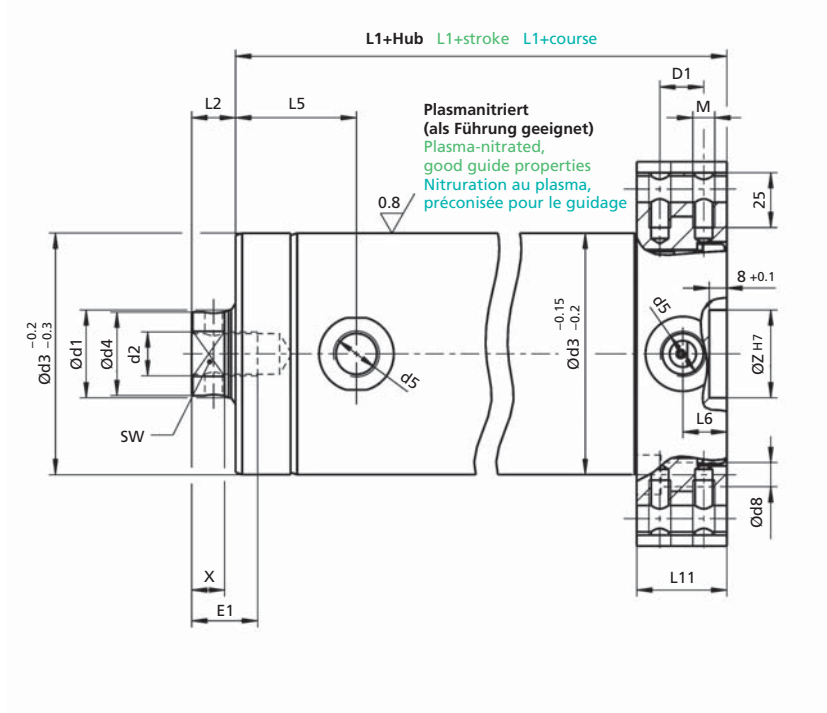 L1+Hub L1+stroke L1+course
D1
L2
L5
M
Plasmanitriert
(als Führung geeignet)
Plasma-nitrated,
good guide properties
Nitruration au plasma,
préconisée pour le guidage
0.8
25
8 +0.1
Ød3 -0.2 -0.3
Ød1
Ød4
d2
d5
Ød3 -0.15 -0.2
d5
ØZ H7
L6
SW
Ød8
X
L11
E1